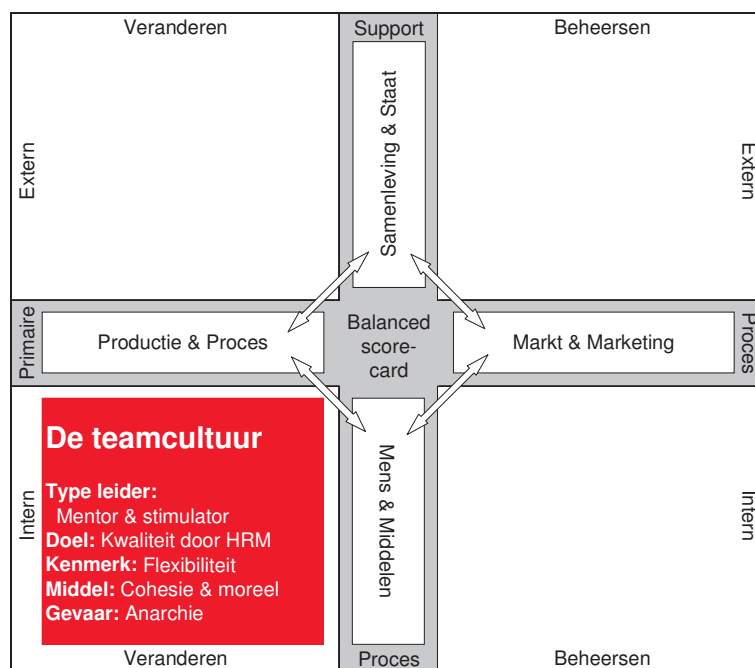 Veranderen
Support
Beheersen
Extern
Samenleving & Staat
Extern
Primaire
Productie & Proces
Balanced
score-
card
Markt & Marketing
Proces
De teamcultuur
Type leider:
Mentor & stimulator
Doel: Kwaliteit door HRM
Kenmerk: Flexibiliteit
Middel: Cohesie & moreel
Gevaar: Anarchie
Intern
Mens & Middelen
Intern
Veranderen
Proces
Beheersen